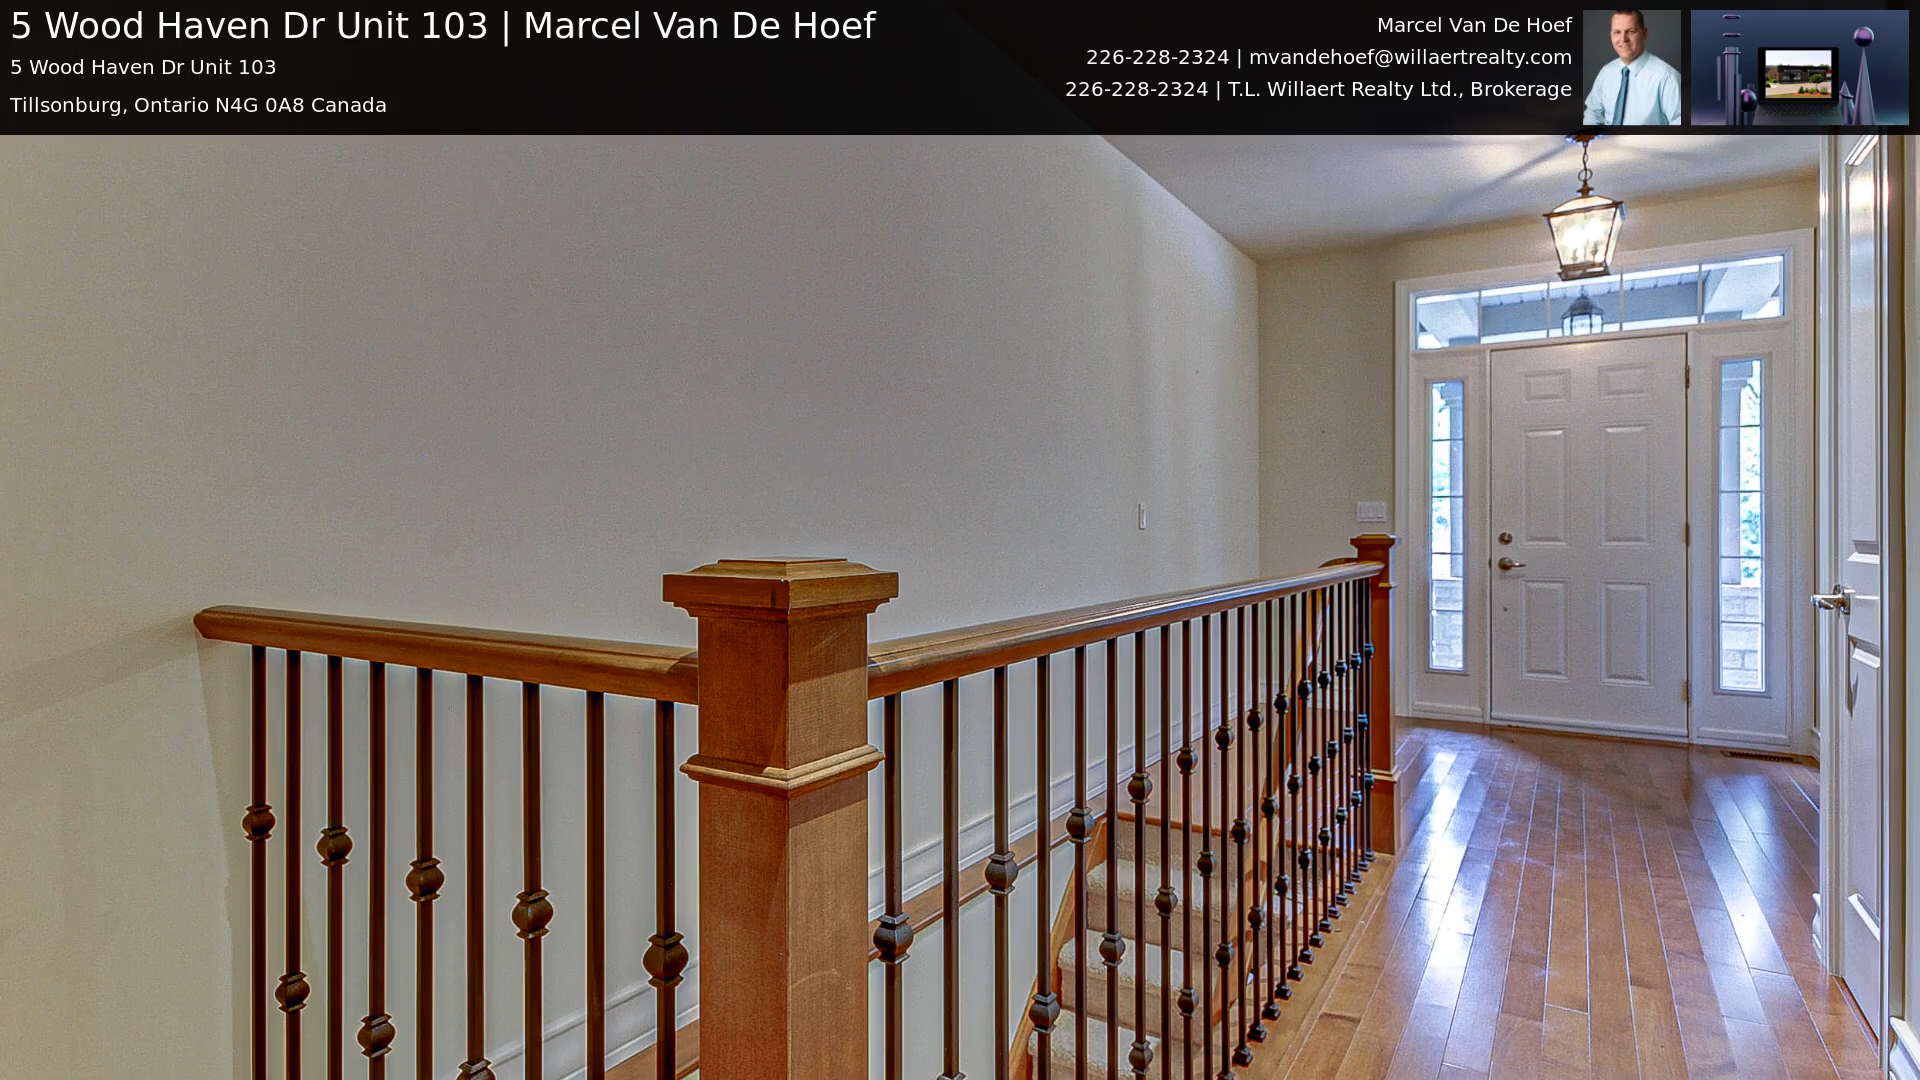 5 Wood Haven Dr Unit 103 | Marcel Van De Hoef
5 Wood Haven Dr Unit 103
Tillsonburg, Ontario N4G 0A8 Canada
Marcel Van De Hoef
226-228-2324 | mvandehoef@willaertrealty.com
226-228-2324 | T.L. Willaert Realty Ltd., Brokerage